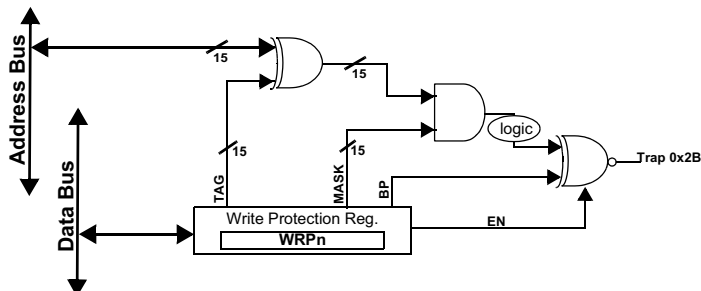 Address Bus
15
15
logic
Trap 0x2B
15
15
TAG
MASK
BP
Data Bus
Write Protection Reg.
EN
WRPn